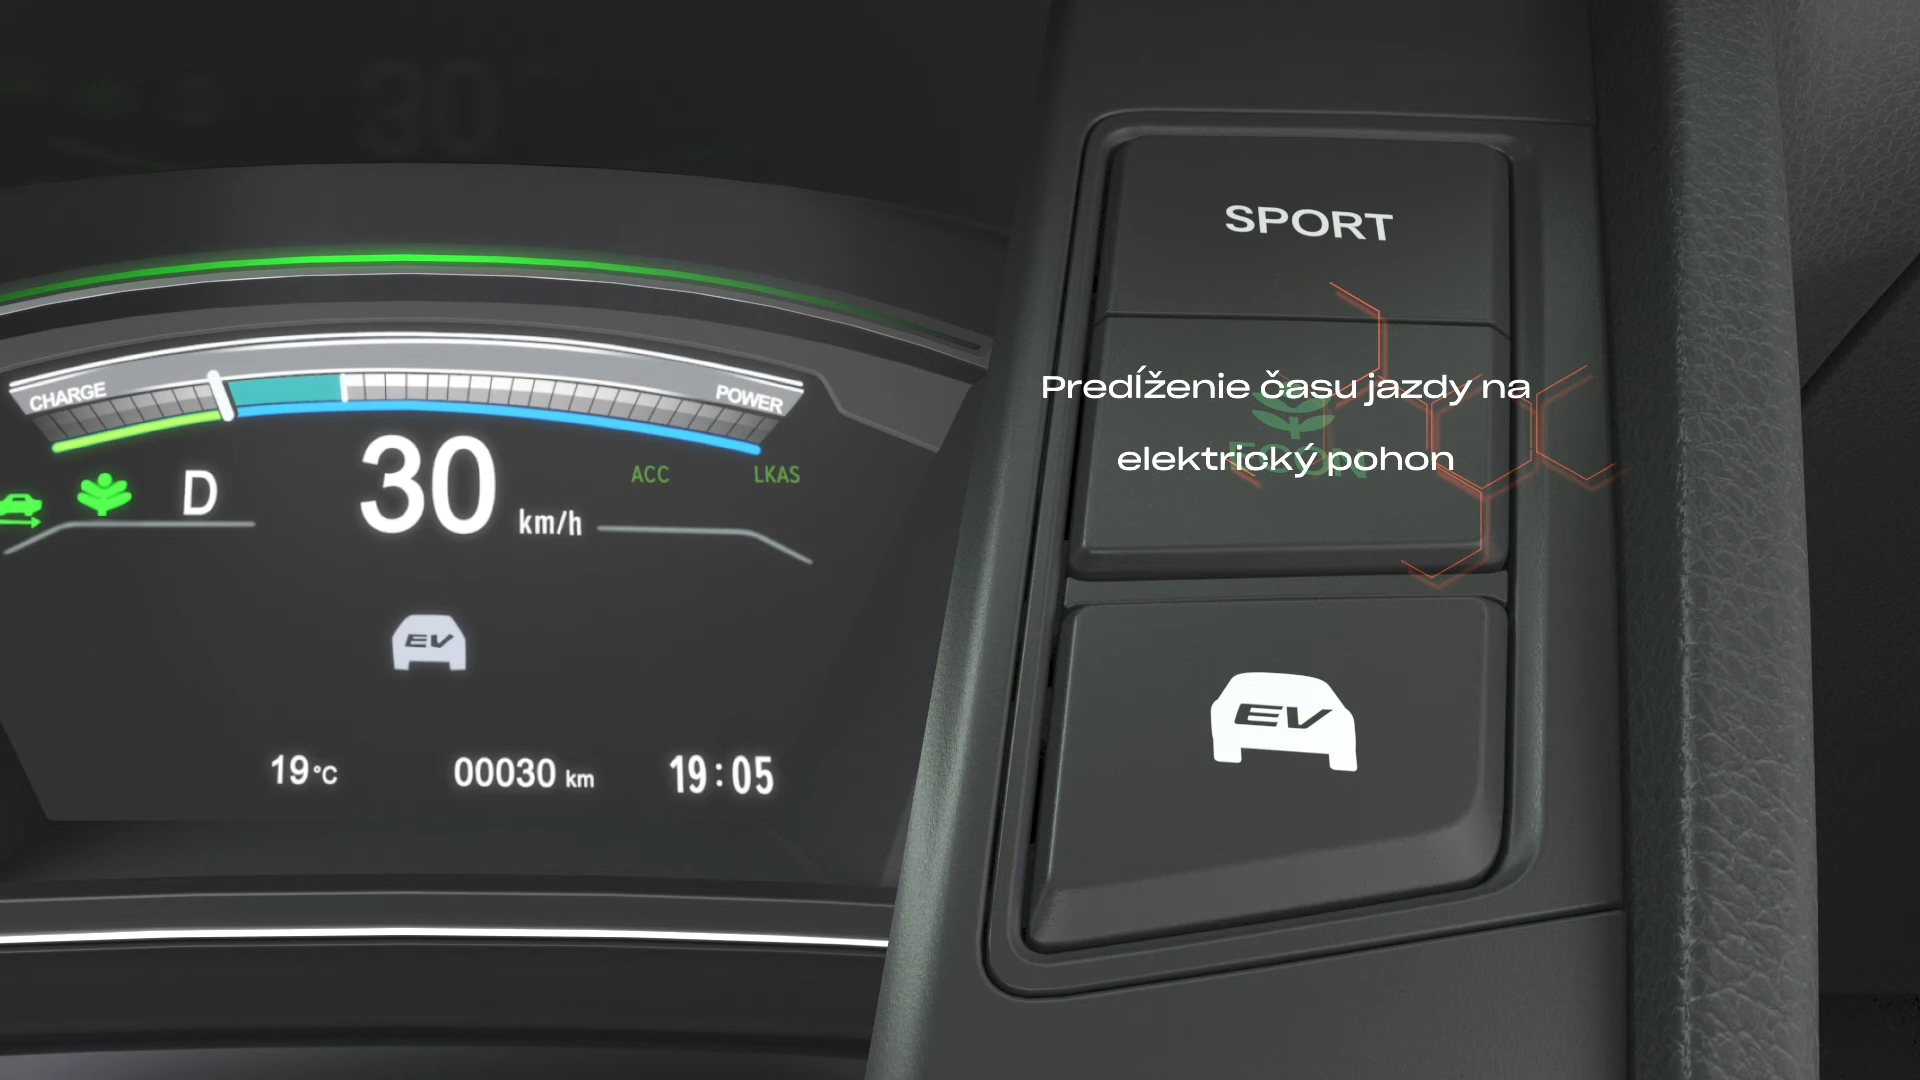 SPORT
CHARGE
POWER
Predĺženie času jazdy na
elektrický pohon
ECON
D
30 km/h
ACC
LKAS
EV
EV
19°C
00030 km
19:05